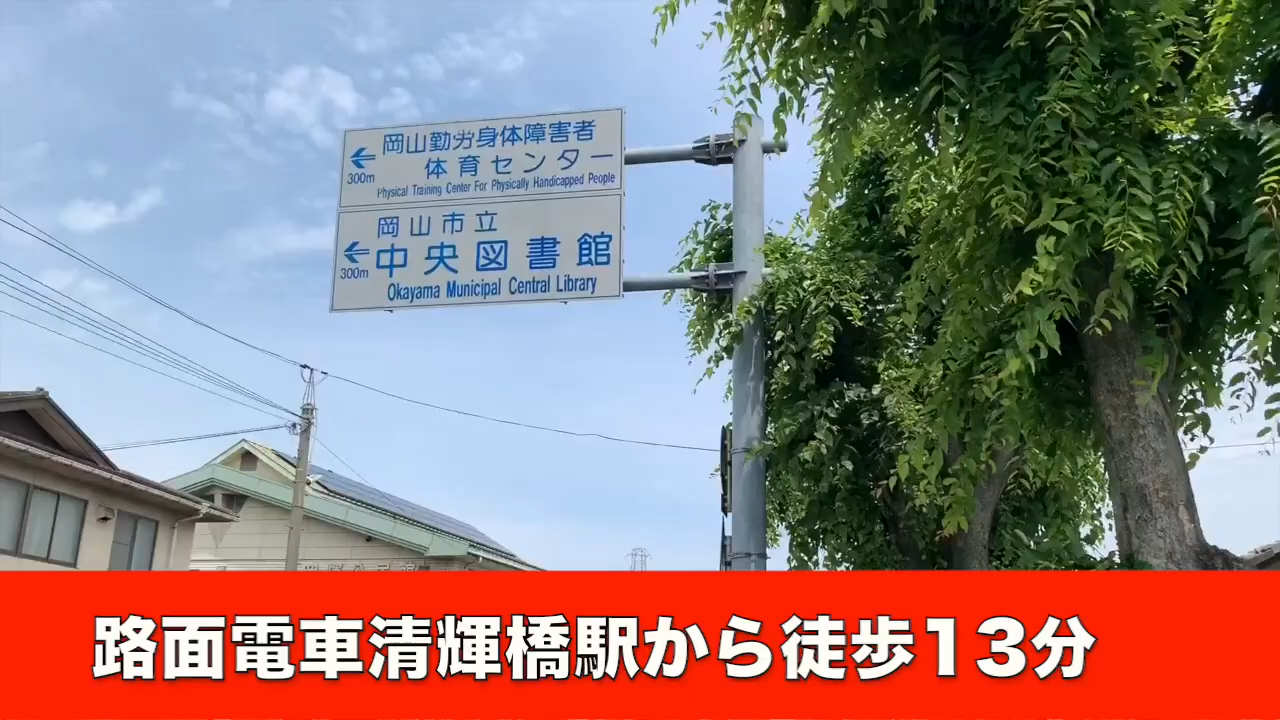 岡山勤労身体障害者
体育センター
300m
Physical Training Center For Physically Handicapped People
岡山市立
中央図書館
300m
Okayama Municipal Central Library
路面電車清輝橋駅から徒歩13分